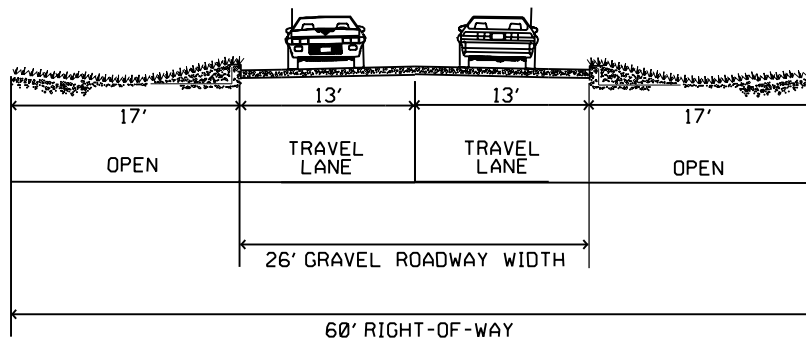 17'
13'
13'
17'
OPEN
TRAVEL
LANE
TRAVEL
LANE
OPEN
26' GRAVEL ROADWAY WIDTH
60' RIGHT-OF-WAY